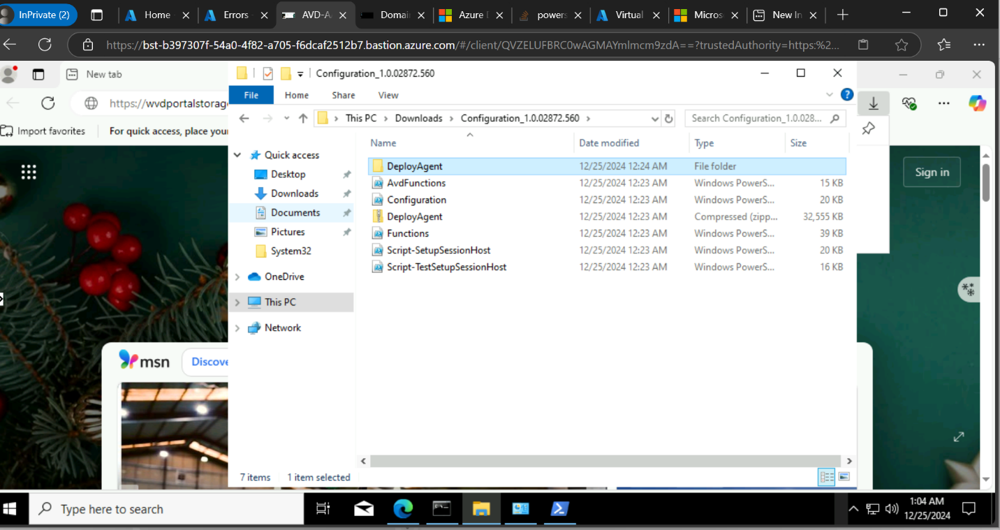 InPrivate (2)
Home
Errors
AVD-A
Domain
Azure
powers
Virtual
Micros
New In
https://bst-b397307f-54a0-4f82-a705-f6dcaf2512b7.bastion.azure.com/#/client/QVZELUFBRC0wAGMAYmlmcm9zdA==?trustedAuthority=https:%2...
New tab
Configuration_1.0.02872.560
File Home Share View
https://wvdportalstorag
This PC Downloads Configuration_1.0.02872.560
Search Configuration_1.0.028...
Import favorites
For quick access, place your
Name Date modified Type Size
Quick access
Desktop
Downloads
Documents
Pictures
System32
OneDrive
This PC
Network
DeployAgent 12/25/2024 12:24 AM File folder
AvdFunctions 12/25/2024 12:23 AM Windows PowerS... 15 KB
Configuration 12/25/2024 12:23 AM Windows PowerS... 20 KB
DeployAgent 12/25/2024 12:23 AM Compressed (zipp... 32,555 KB
Functions 12/25/2024 12:23 AM Windows PowerS... 39 KB
Script-SetupSessionHost 12/25/2024 12:23 AM Windows PowerS... 20 KB
Script-TestSetupSessionHost 12/25/2024 12:23 AM Windows PowerS... 16 KB
Sign in
msn
Discove
7 items 1 item selected
Type here to search
1:04 AM
12/25/2024